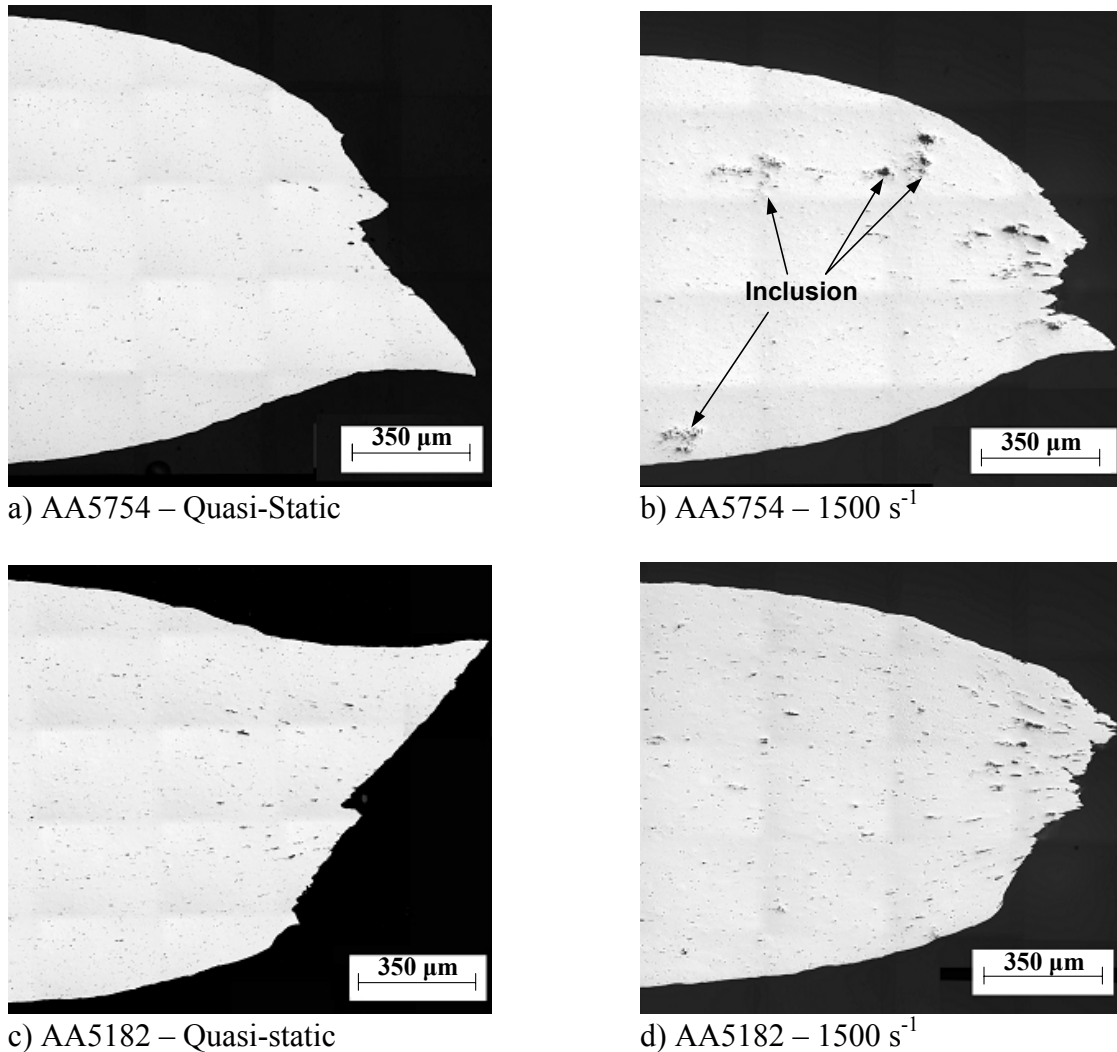 350 µm
Inclusion
350 µm
a) AA5754 – Quasi-Static
b) AA5754 – 1500 s⁻¹
350 µm
350 µm
c) AA5182 – Quasi-static
d) AA5182 – 1500 s⁻¹